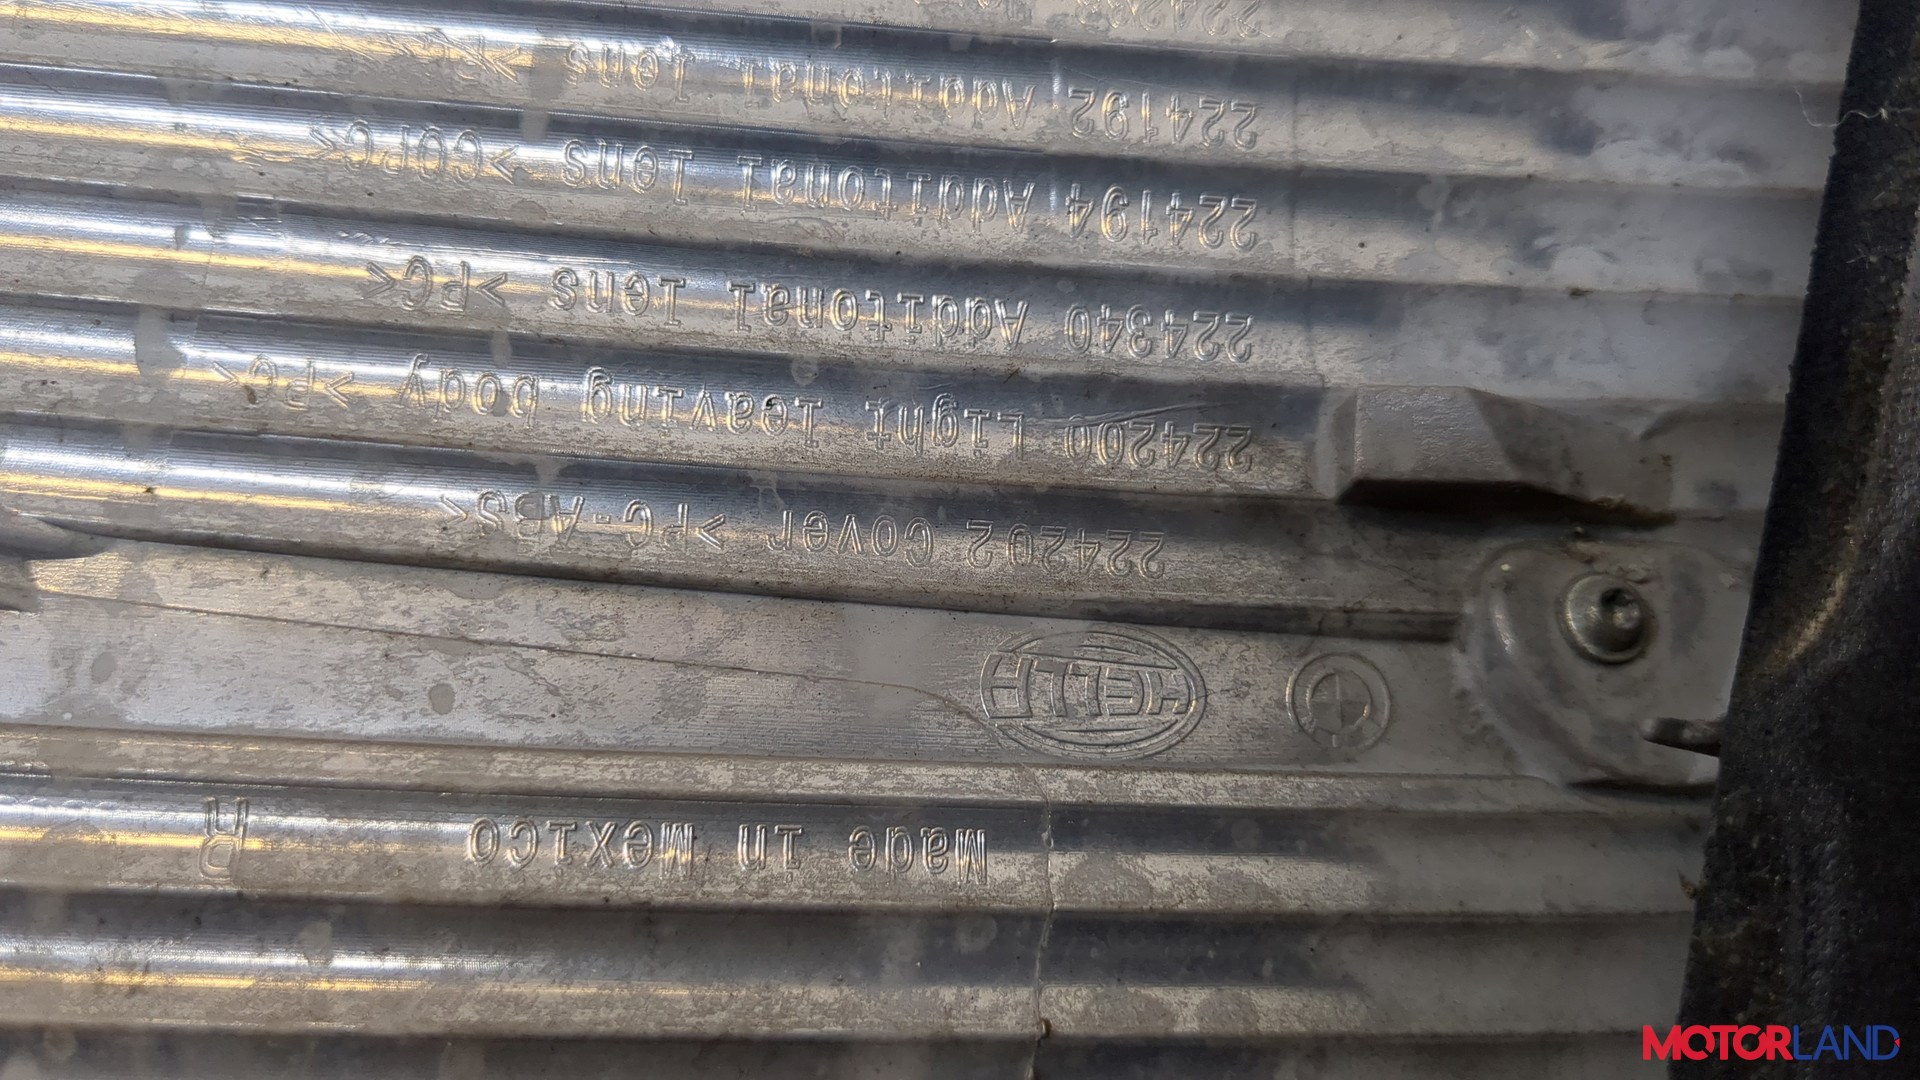 R
Made in Mexico
HELLA
224202 Cover >PC-ABS<
224200 Light leaving body >PC<
224340 Additonal lens >PC<
224194 Additonal lens >COPC<
224192 Additonal lens >PC<
MOTORLAND